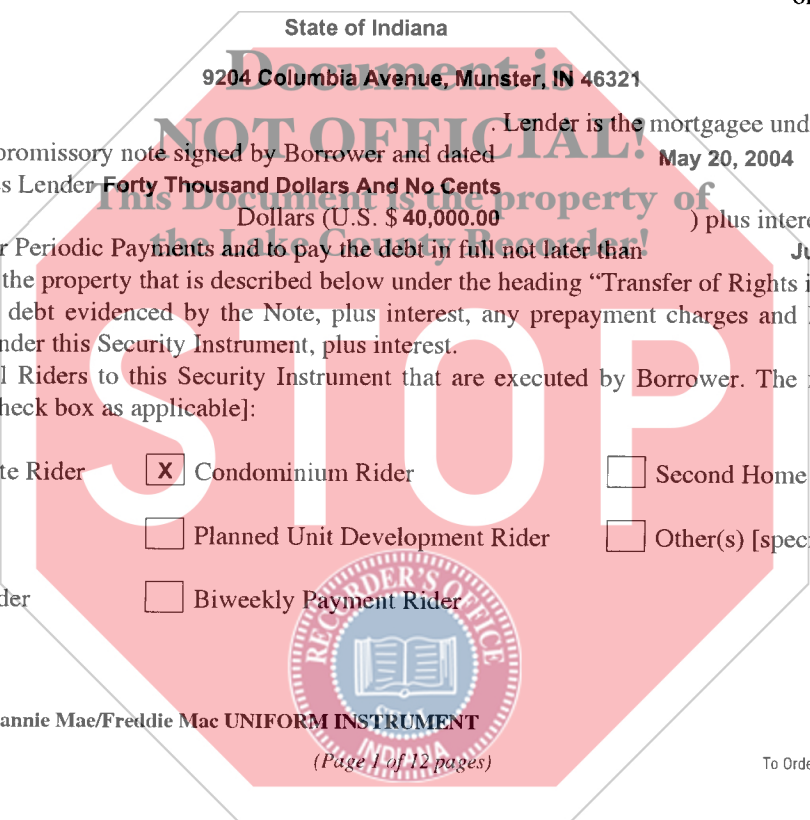 State of Indiana
Document is
9204 Columbia Avenue, Munster, IN 46321
NOT OFFICIAL!
. Lender is the mortgagee und
promissory note signed by Borrower and dated May 20, 2004
s Lender Forty Thousand Dollars And No Cents
This Document is the property of
Dollars (U.S. $ 40,000.00 ) plus intere
the Lake County Recorder!
r Periodic Payments and to pay the debt in full not later than Ju
the property that is described below under the heading “Transfer of Rights i
debt evidenced by the Note, plus interest, any prepayment charges and
nder this Security Instrument, plus interest.
l Riders to this Security Instrument that are executed by Borrower. The
heck box as applicable]:
STOP
te Rider X Condominium Rider Second Home
Planned Unit Development Rider Other(s) [spec
der Biweekly Payment Rider
RECORDER'S OFFICE
SEAL
INDIANA
annie Mae/Freddie Mac UNIFORM INSTRUMENT
(Page 1 of 12 pages)
To Orde